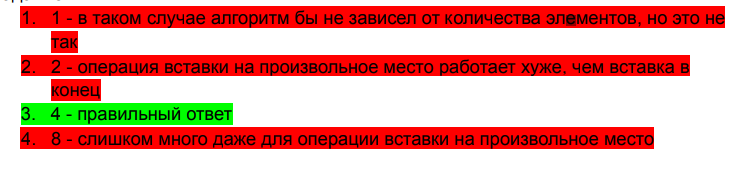 1. 1 - в таком случае алгоритм бы не зависел от количества элементов, но это не
так
2. 2 - операция вставки на произвольное место работает хуже, чем вставка в
конец
3. 4 - правильный ответ
4. 8 - слишком много даже для операции вставки на произвольное место